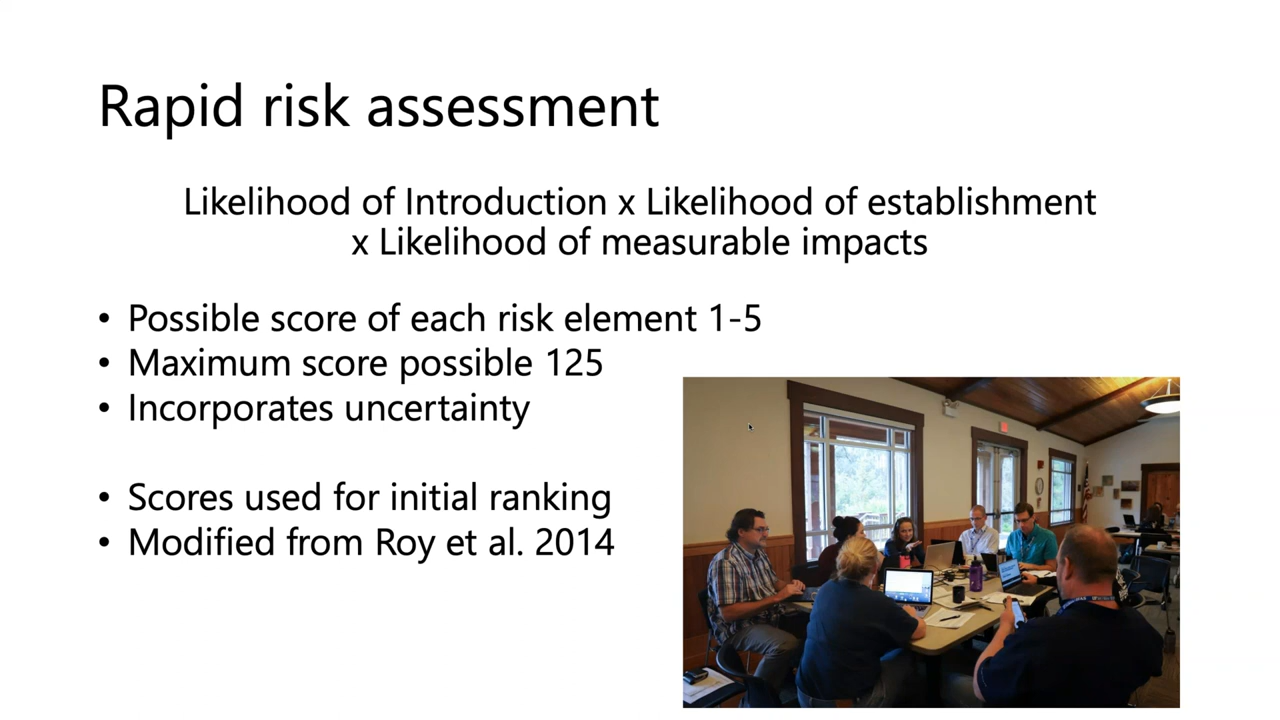 Rapid risk assessment
Likelihood of Introduction x Likelihood of establishment
x Likelihood of measurable impacts
• Possible score of each risk element 1-5
• Maximum score possible 125
• Incorporates uncertainty
• Scores used for initial ranking
• Modified from Roy et al. 2014